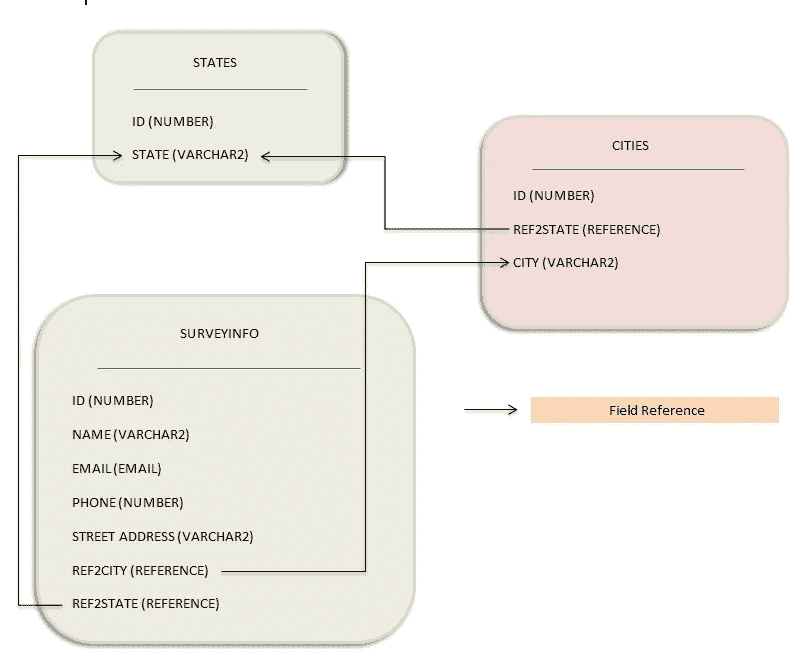 STATES
ID (NUMBER)
STATE (VARCHAR2)
CITIES
ID (NUMBER)
REF2STATE (REFERENCE)
CITY (VARCHAR2)
SURVEYINFO
ID (NUMBER)
NAME (VARCHAR2)
EMAIL (EMAIL)
PHONE (NUMBER)
STREET ADDRESS (VARCHAR2)
REF2CITY (REFERENCE)
REF2STATE (REFERENCE)
Field Reference